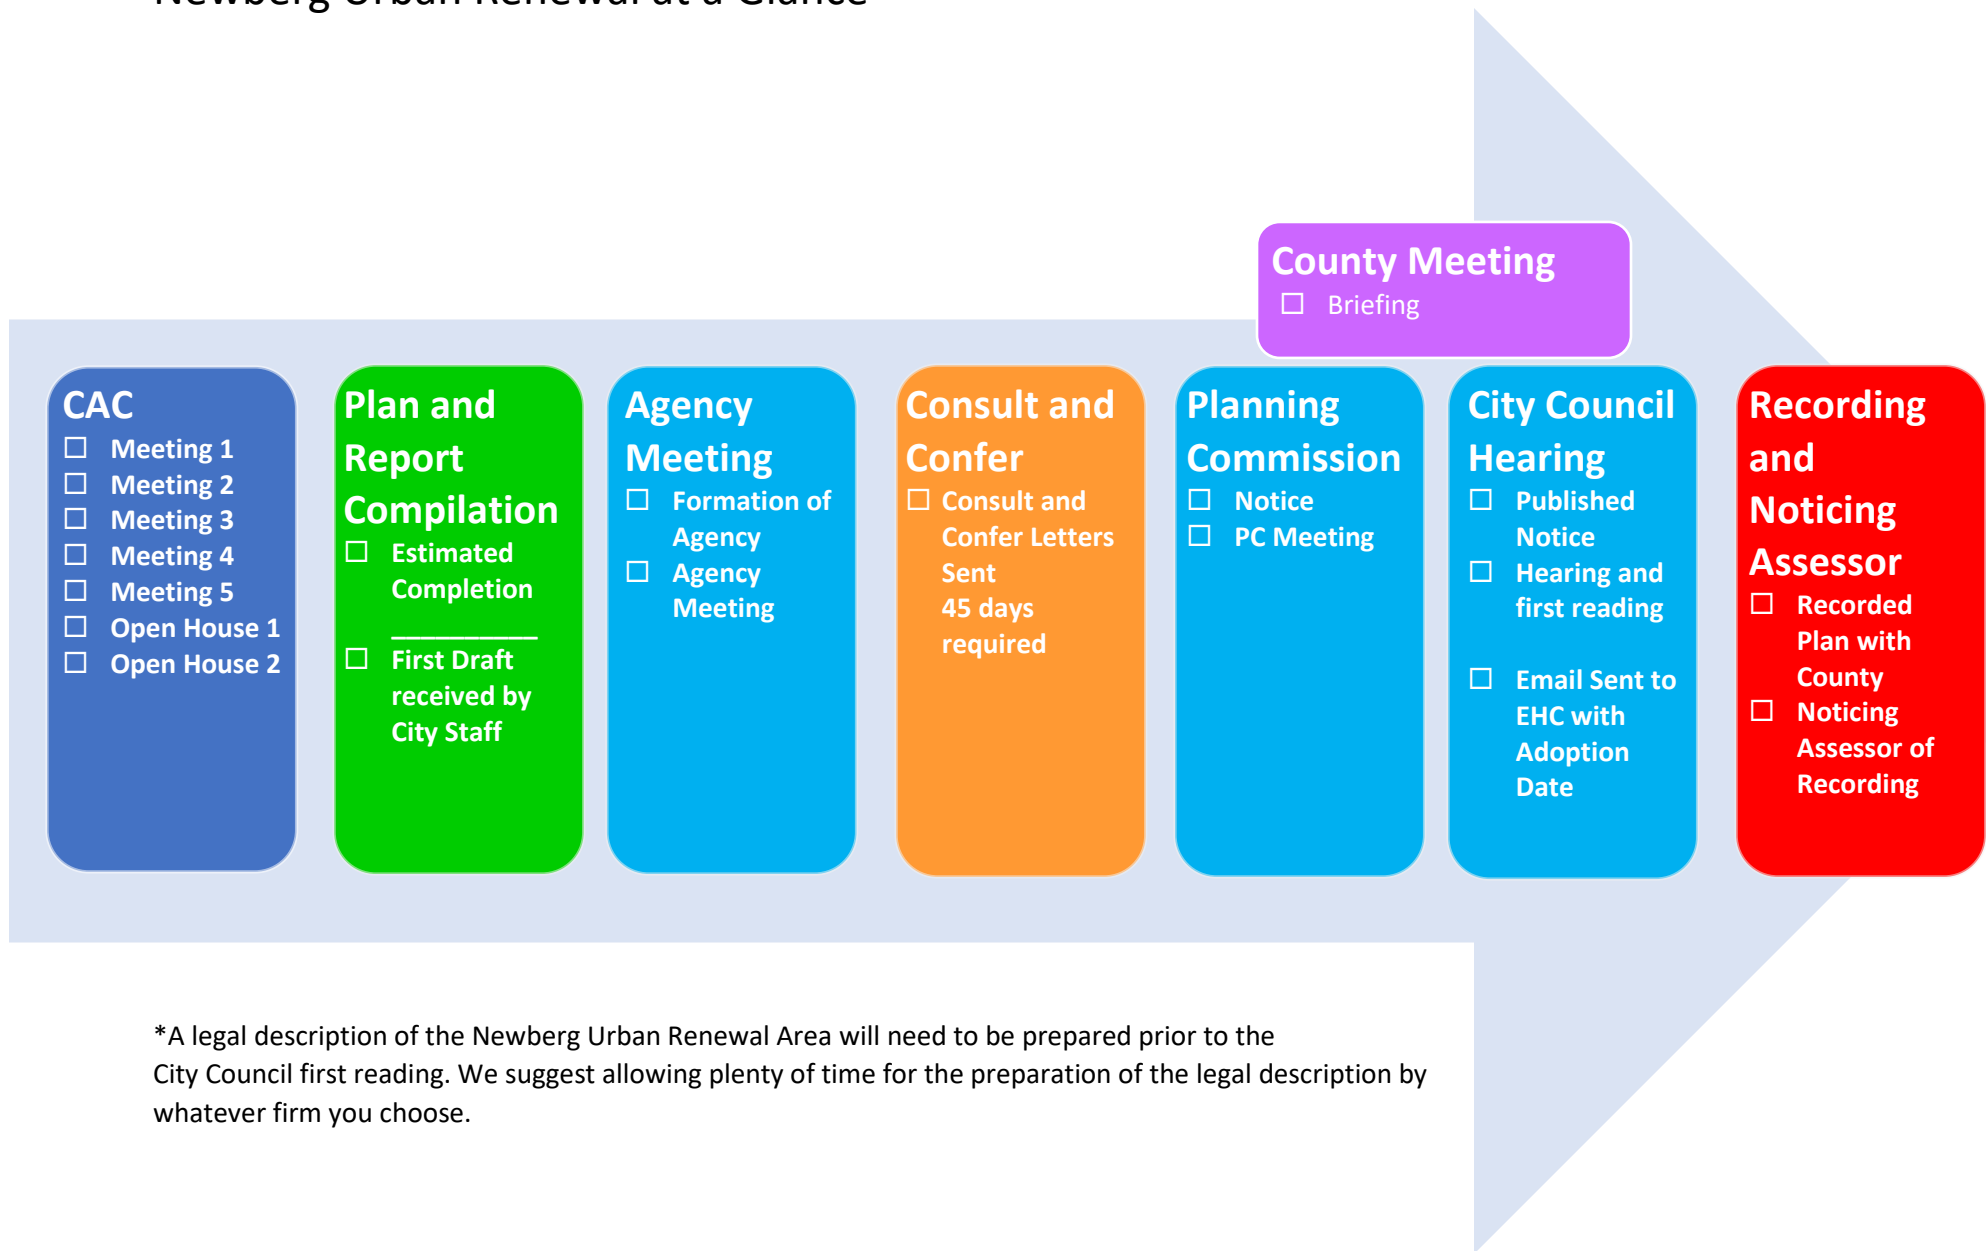 Newberg Urban Renewal at a Glance
County Meeting
☐ Briefing
CAC
☐ Meeting 1
☐ Meeting 2
☐ Meeting 3
☐ Meeting 4
☐ Meeting 5
☐ Open House 1
☐ Open House 2
Plan and
Report
Compilation
☐ Estimated
Completion
___________
☐ First Draft
received by
City Staff
Agency
Meeting
☐ Formation of
Agency
☐ Agency
Meeting
Consult and
Confer
☐ Consult and
Confer Letters
Sent
45 days
required
Planning
Commission
☐ Notice
☐ PC Meeting
City Council
Hearing
☐ Published
Notice
☐ Hearing and
first reading
☐ Email Sent to
EHC with
Adoption
Date
Recording
and
Noticing
Assessor
☐ Recorded
Plan with
County
☐ Noticing
Assessor of
Recording
*A legal description of the Newberg Urban Renewal Area will need to be prepared prior to the
City Council first reading. We suggest allowing plenty of time for the preparation of the legal description by
whatever firm you choose.